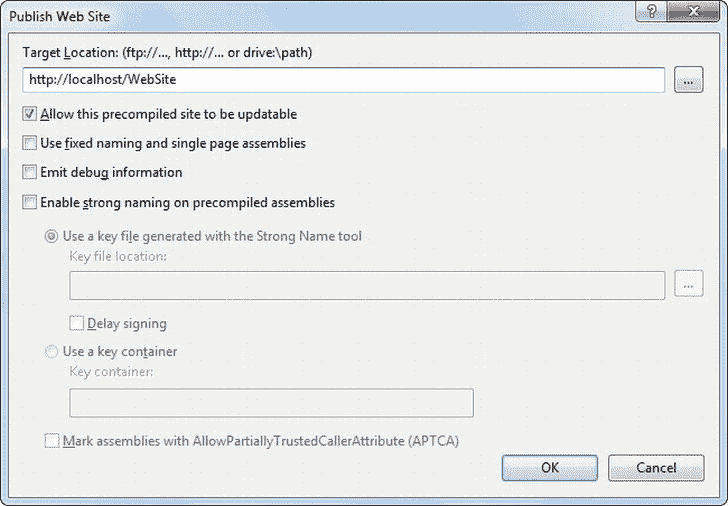 Publish Web Site
Target Location: (ftp://..., http://... or drive:\path)
http://localhost/WebSite
...
Allow this precompiled site to be updatable
Use fixed naming and single page assemblies
Emit debug information
Enable strong naming on precompiled assemblies
Use a key file generated with the Strong Name tool
Key file location:
...
Delay signing
Use a key container
Key container:
Mark assemblies with AllowPartiallyTrustedCallerAttribute (APTCA)
OK Cancel